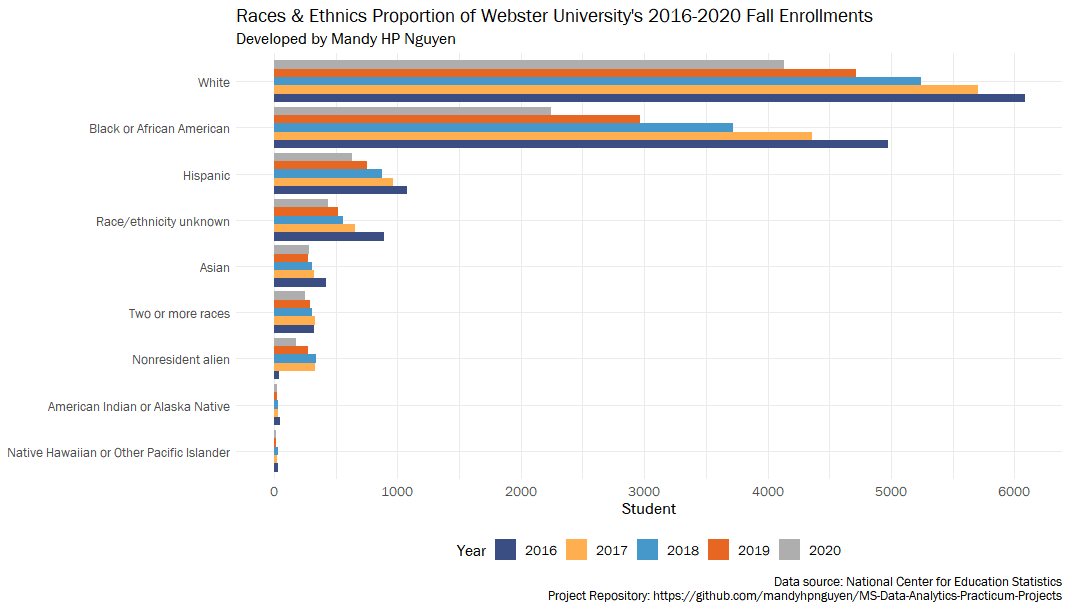 Races & Ethnics Proportion of Webster University's 2016-2020 Fall Enrollments
Developed by Mandy HP Nguyen
White
Black or African American
Hispanic
Race/ethnicity unknown
Asian
Two or more races
Nonresident alien
American Indian or Alaska Native
Native Hawaiian or Other Pacific Islander
0 1000 2000 3000 4000 5000 6000
Student
Year 2016 2017 2018 2019 2020
Data source: National Center for Education Statistics
Project Repository: https://github.com/mandyhpnguyen/MS-Data-Analytics-Practicum-Projects